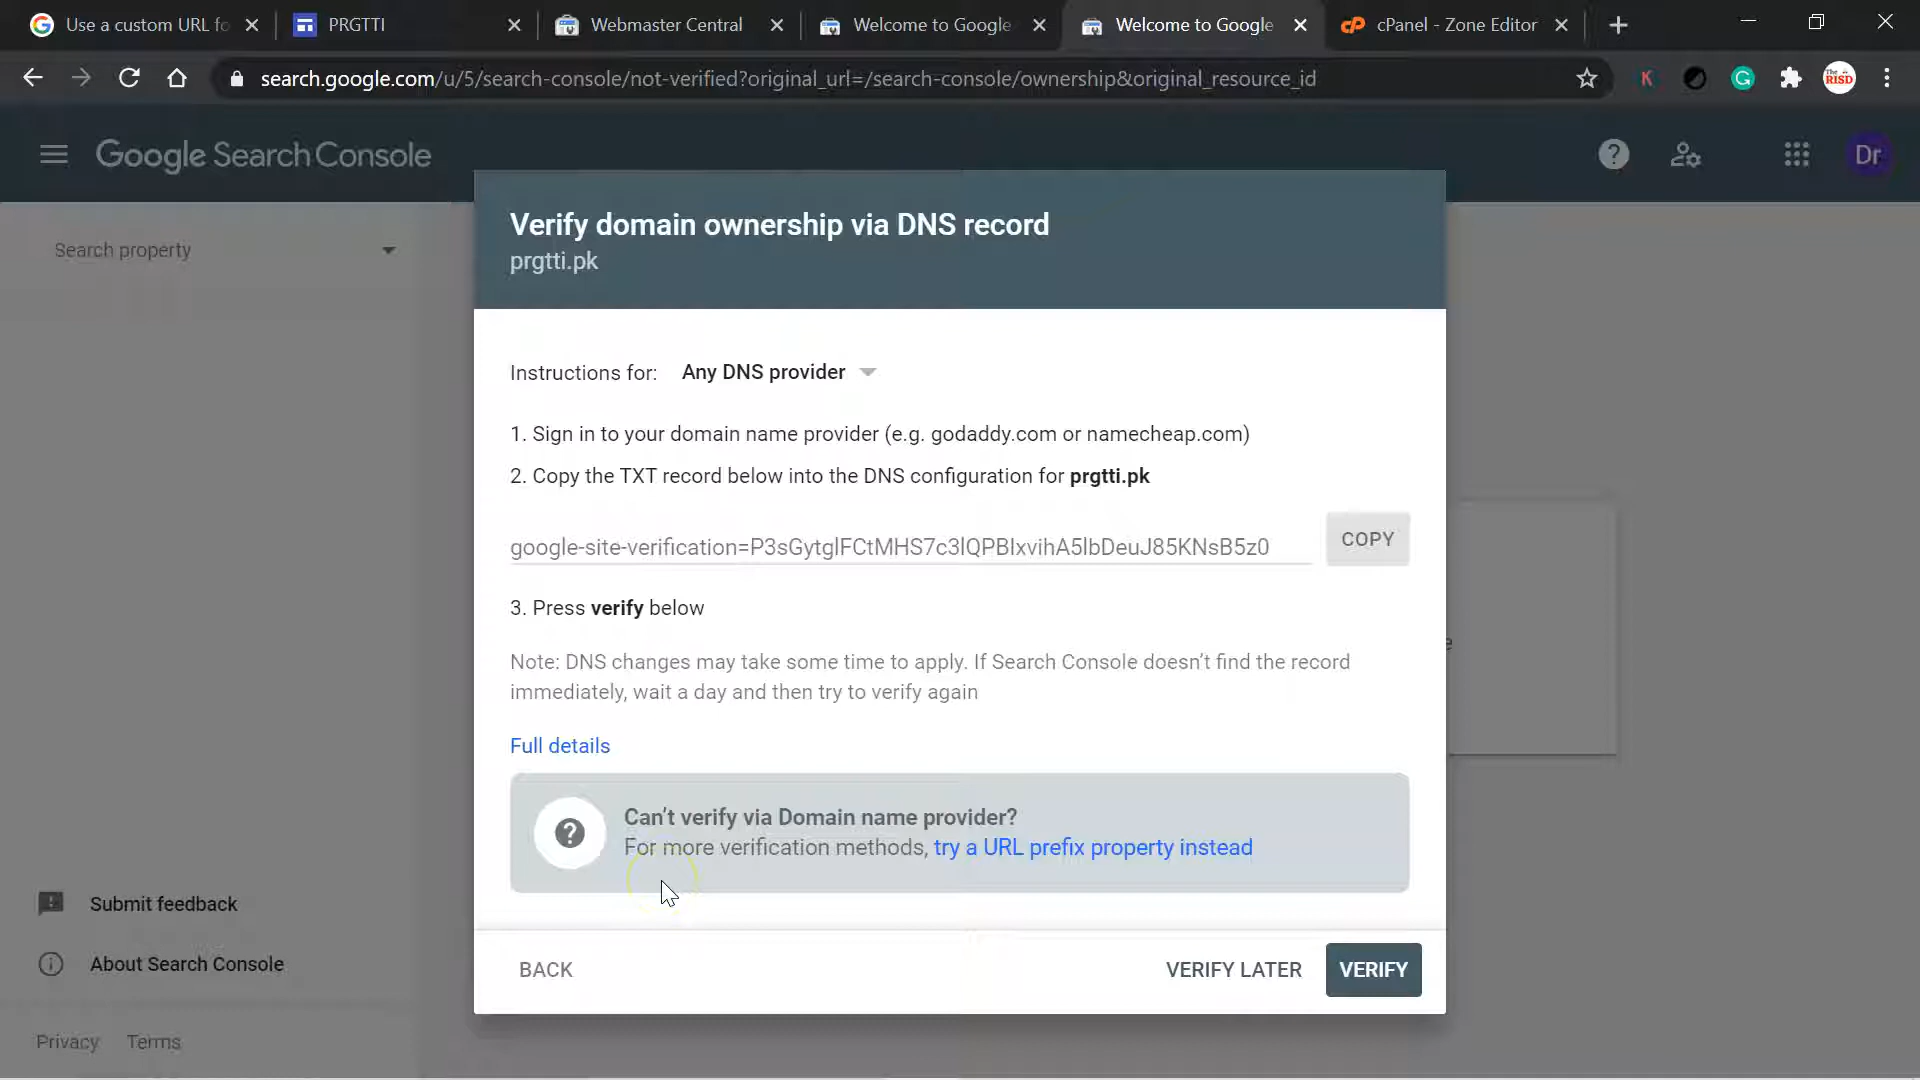 Use a custom URL fo
PRGTTI
Webmaster Central
Welcome to Google
Welcome to Google
cP
cPanel - Zone Editor
search.google.com/u/5/search-console/not-verified?original_url=/search-console/ownership&original_resource_id
K
G
The RISD
Google Search Console
Dr
Search property
Verify domain ownership via DNS record
prgtti.pk
Instructions for: Any DNS provider
1. Sign in to your domain name provider (e.g. godaddy.com or namecheap.com)
2. Copy the TXT record below into the DNS configuration for prgtti.pk
google-site-verification=P3sGytglFCtMHS7c3lQPBIxvihA5lbDeuJ85KNsB5z0
COPY
3. Press verify below
Note: DNS changes may take some time to apply. If Search Console doesn't find the record
immediately, wait a day and then try to verify again
Full details
Can't verify via Domain name provider?
For more verification methods, try a URL prefix property instead
BACK
VERIFY LATER
VERIFY
Submit feedback
About Search Console
Privacy
Terms
e